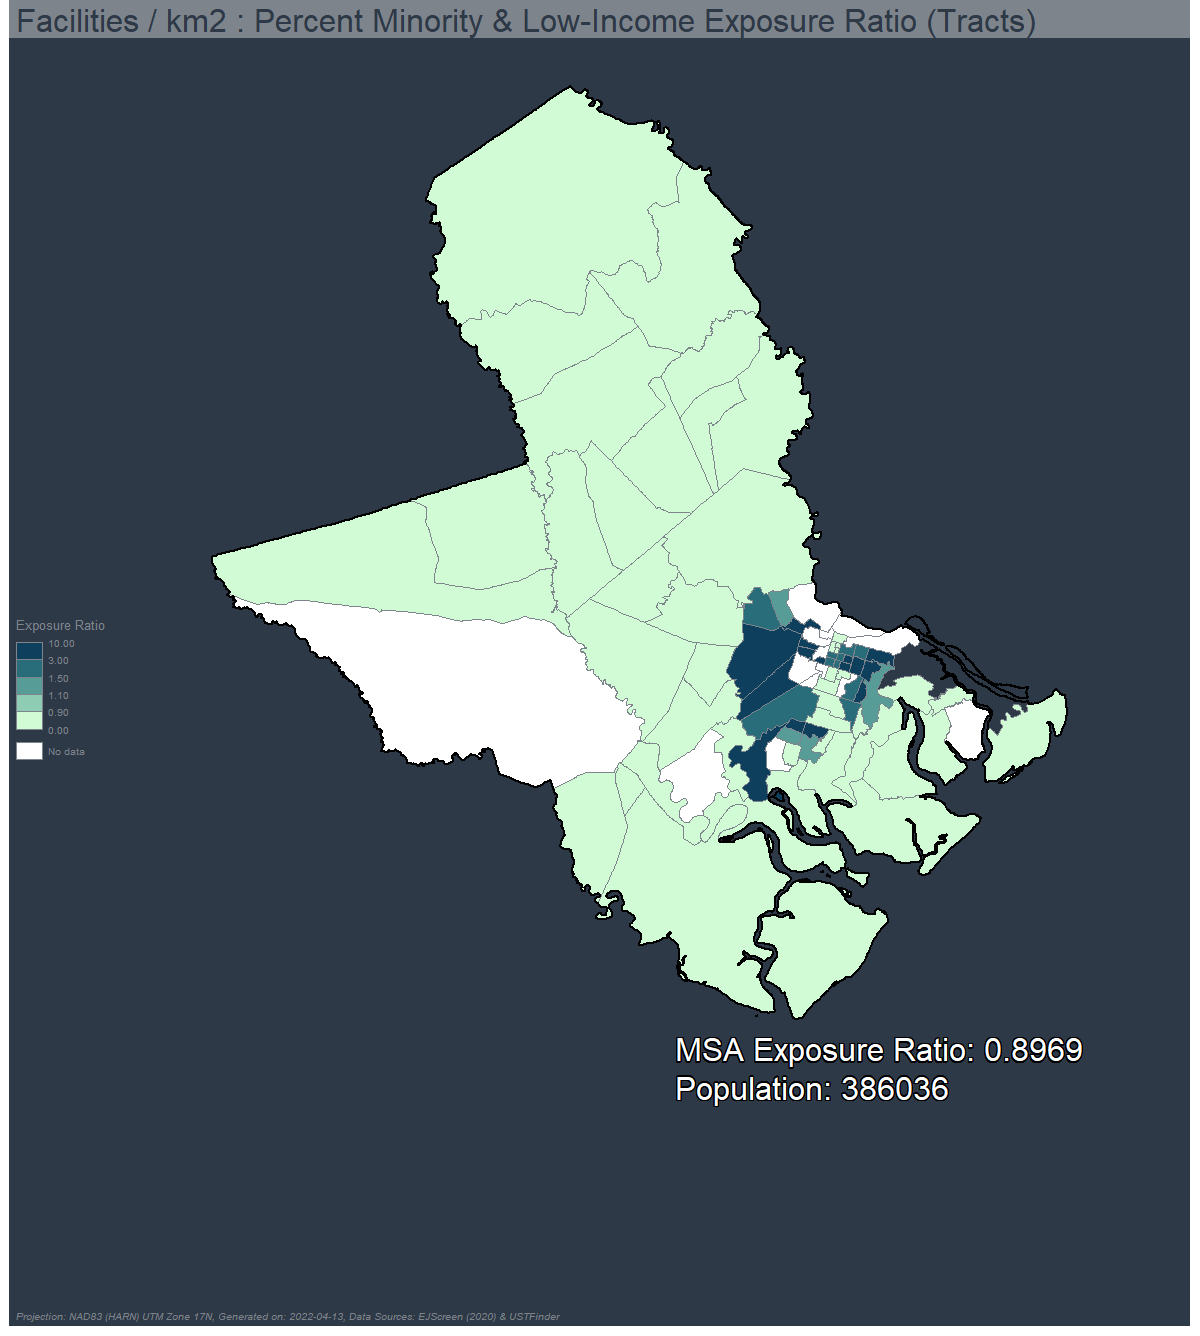 Facilities / km2 : Percent Minority & Low-Income Exposure Ratio (Tracts)
Exposure Ratio
10.00
3.00
1.50
1.10
0.90
0.00
No data
MSA Exposure Ratio: 0.8969
Population: 386036
Projection: NAD83 (HARN) UTM Zone 17N, Generated on: 2022-04-13, Data Sources: EJScreen (2020) & USTFinder